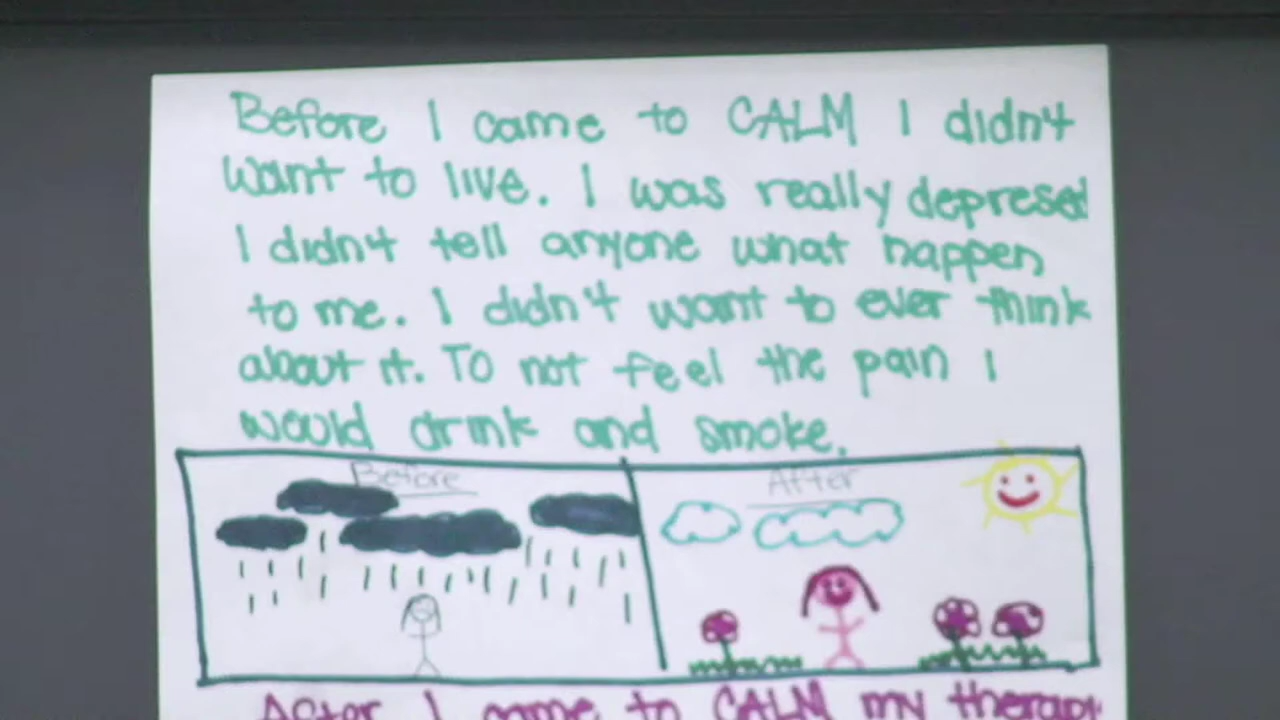 Before I came to CALM I didn't
want to live. I was really depresed
I didn't tell anyone what happen
to me. I didn't want to ever think
about it. To not feel the pain I
would drink and smoke.
Before
After
After I came to CALM my